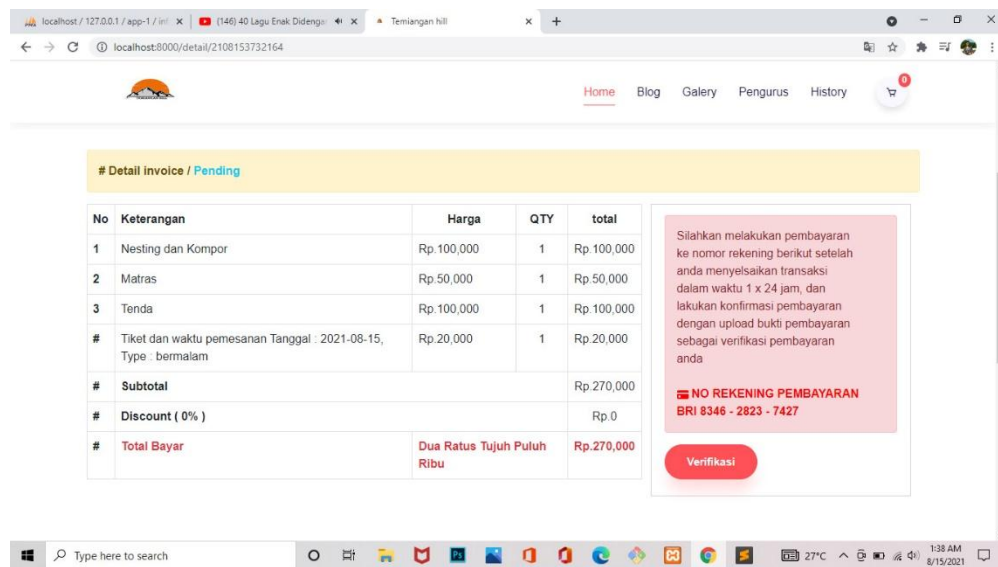 localhost / 127.0.0.1 / app-1 / inf
(146) 40 Lagu Enak Didengar
Temiangan hill
localhost:8000/detail/2108153732164
Home Blog Galery Pengurus History
0
# Detail invoice / Pending
No Keterangan Harga QTY total
1 Nesting dan Kompor Rp.100,000 1 Rp.100,000
2 Matras Rp.50,000 1 Rp.50,000
3 Tenda Rp.100,000 1 Rp.100,000
# Tiket dan waktu pemesanan Tanggal : 2021-08-15, Rp.20,000 1 Rp.20,000
Type : bermalam
# Subtotal Rp.270,000
# Discount ( 0% ) Rp.0
# Total Bayar Dua Ratus Tujuh Puluh Rp.270,000
Ribu
Silahkan melakukan pembayaran
ke nomor rekening berikut setelah
anda menyelsaikan transaksi
dalam waktu 1 x 24 jam, dan
lakukan konfirmasi pembayaran
dengan upload bukti pembayaran
sebagai verifikasi pembayaran
anda
NO REKENING PEMBAYARAN
BRI 8346 - 2823 - 7427
Verifikasi
Type here to search
Ps
27°C
1:38 AM
8/15/2021